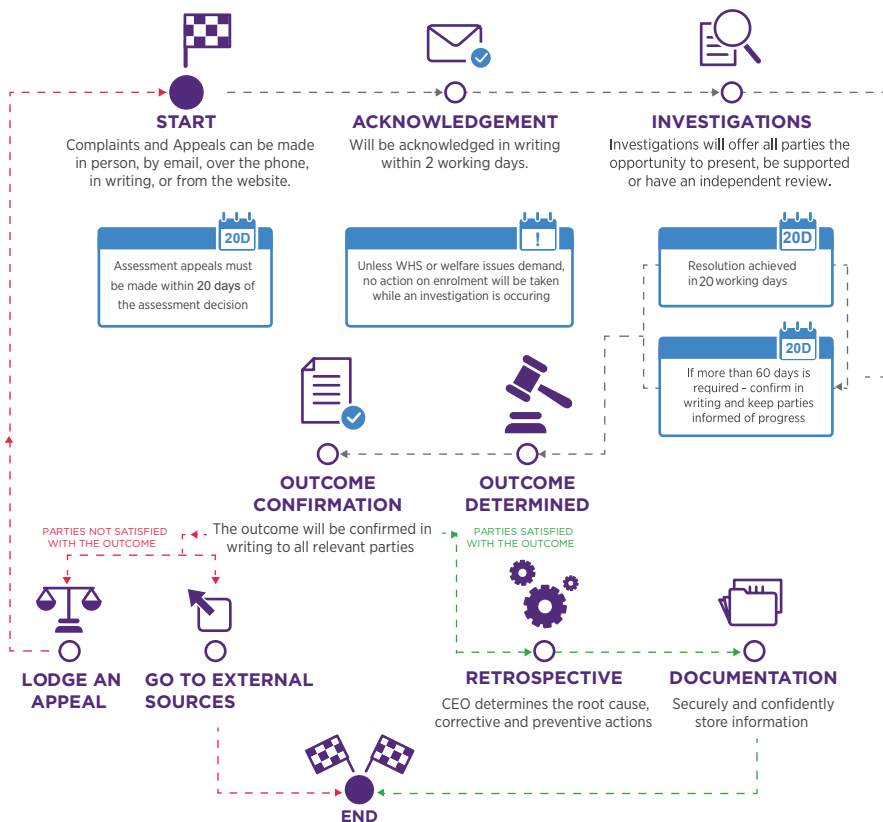 START
Complaints and Appeals can be made
in person, by email, over the phone,
in writing, or from the website.
ACKNOWLEDGEMENT
Will be acknowledged in writing
within 2 working days.
INVESTIGATIONS
Investigations will offer all parties the
opportunity to present, be supported
or have an independent review.
20D
Assessment appeals must
be made within 20 days of
the assessment decision
!
Unless WHS or welfare issues demand,
no action on enrolment will be taken
while an investigation is occuring
20D
Resolution achieved
in 20 working days
20D
If more than 60 days is
required - confirm in
writing and keep parties
informed of progress
OUTCOME
CONFIRMATION
The outcome will be confirmed in
writing to all relevant parties
OUTCOME
DETERMINED
PARTIES NOT SATISFIED
WITH THE OUTCOME
PARTIES SATISFIED
WITH THE OUTCOME
LODGE AN
APPEAL
GO TO EXTERNAL
SOURCES
RETROSPECTIVE
CEO determines the root cause,
corrective and preventive actions
DOCUMENTATION
Securely and confidently
store information
END